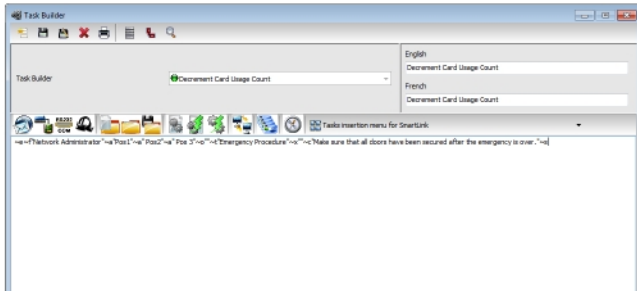 Task Builder
English
Decrement Card Usage Count
Task Builder
Decrement Card Usage Count
French
Decrement Card Usage Count
RS232
COM
Tasks insertion menu for SmartLink
~e~f"Network Administrator"~a"Pos1"~a" Pos2"~a" Pos 3"~o""~t"Emergency Procedure"~x""~c"Make sure that all doors have been secured after the emergency is over."~s